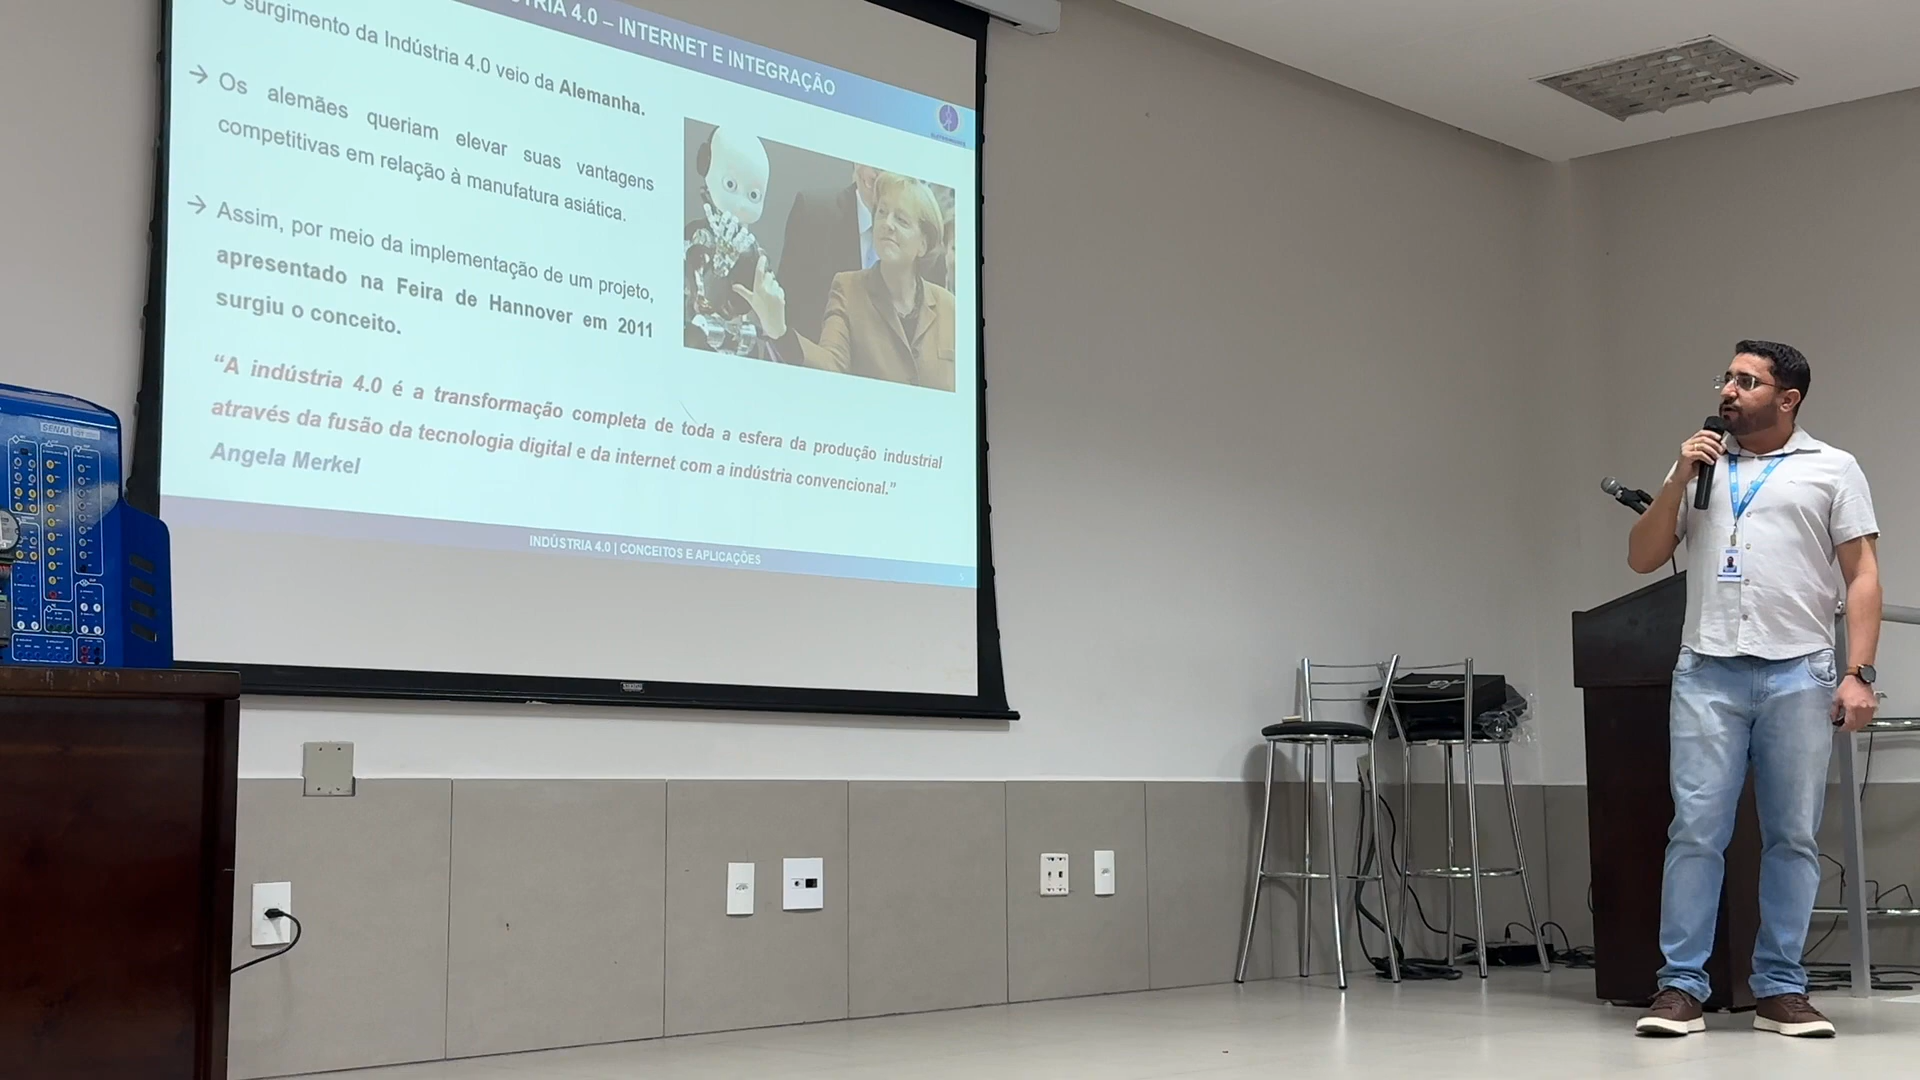 INDÚSTRIA 4.0 – INTERNET E INTEGRAÇÃO
O surgimento da Indústria 4.0 veio da Alemanha.
→ Os alemães queriam elevar suas vantagens
competitivas em relação à manufatura asiática.
→ Assim, por meio da implementação de um projeto,
apresentado na Feira de Hannover em 2011
surgiu o conceito.
“A indústria 4.0 é a transformação completa de toda a esfera da produção industrial
através da fusão da tecnologia digital e da internet com a indústria convencional.”
Angela Merkel
INDÚSTRIA 4.0 | CONCEITOS E APLICAÇÕES
5
SENAI